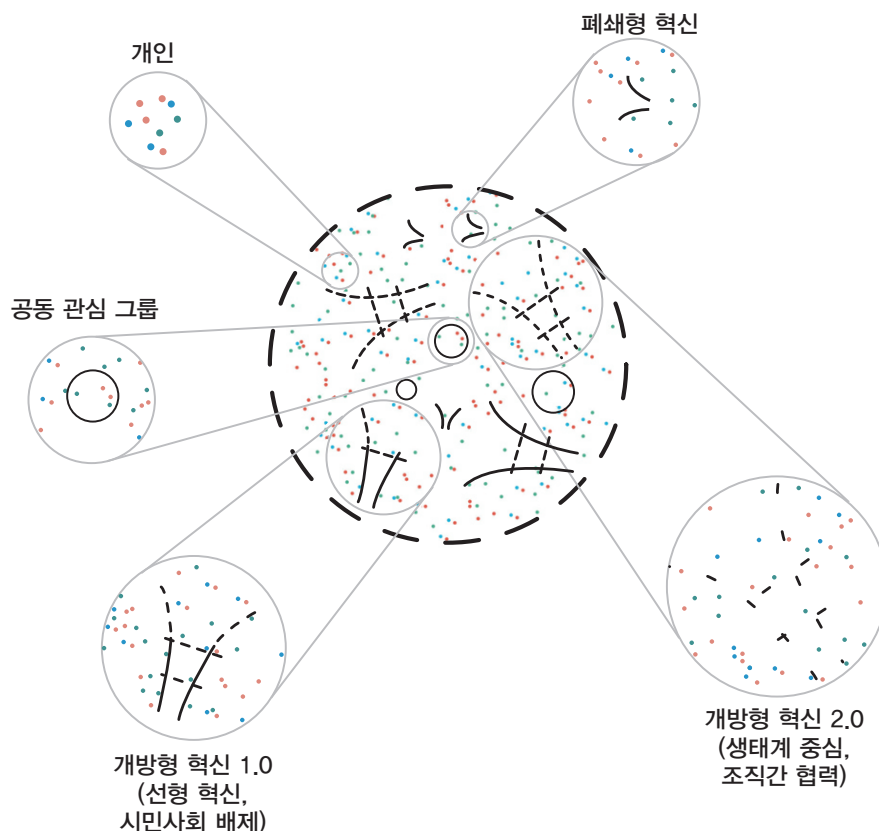 개인
폐쇄형 혁신
공동 관심 그룹
개방형 혁신 1.0
(선형 혁신,
시민사회 배제)
개방형 혁신 2.0
(생태계 중심,
조직간 협력)